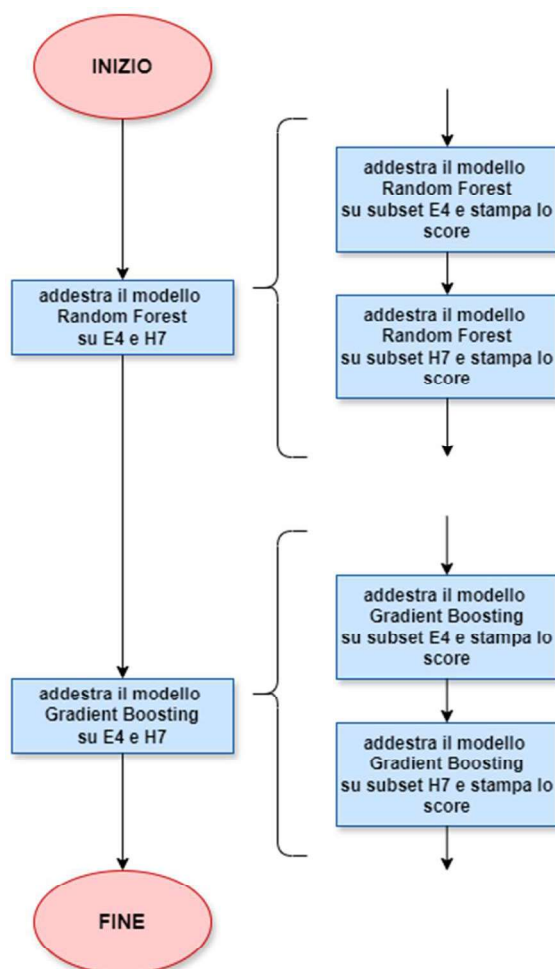 INIZIO
addestra il modello
Random Forest
su E4 e H7
addestra il modello
Random Forest
su subset E4 e stampa lo
score
addestra il modello
Random Forest
su subset H7 e stampa lo
score
addestra il modello
Gradient Boosting
su E4 e H7
addestra il modello
Gradient Boosting
su subset E4 e stampa lo
score
addestra il modello
Gradient Boosting
su subset H7 e stampa lo
score
FINE